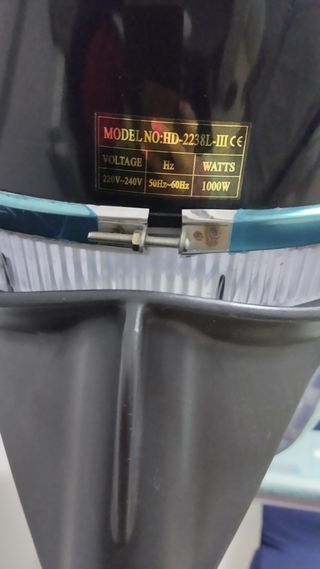 MODEL NO:HD-2238L-III CE
VOLTAGE Hz WATTS
220V~240V 50Hz~60Hz 1000W